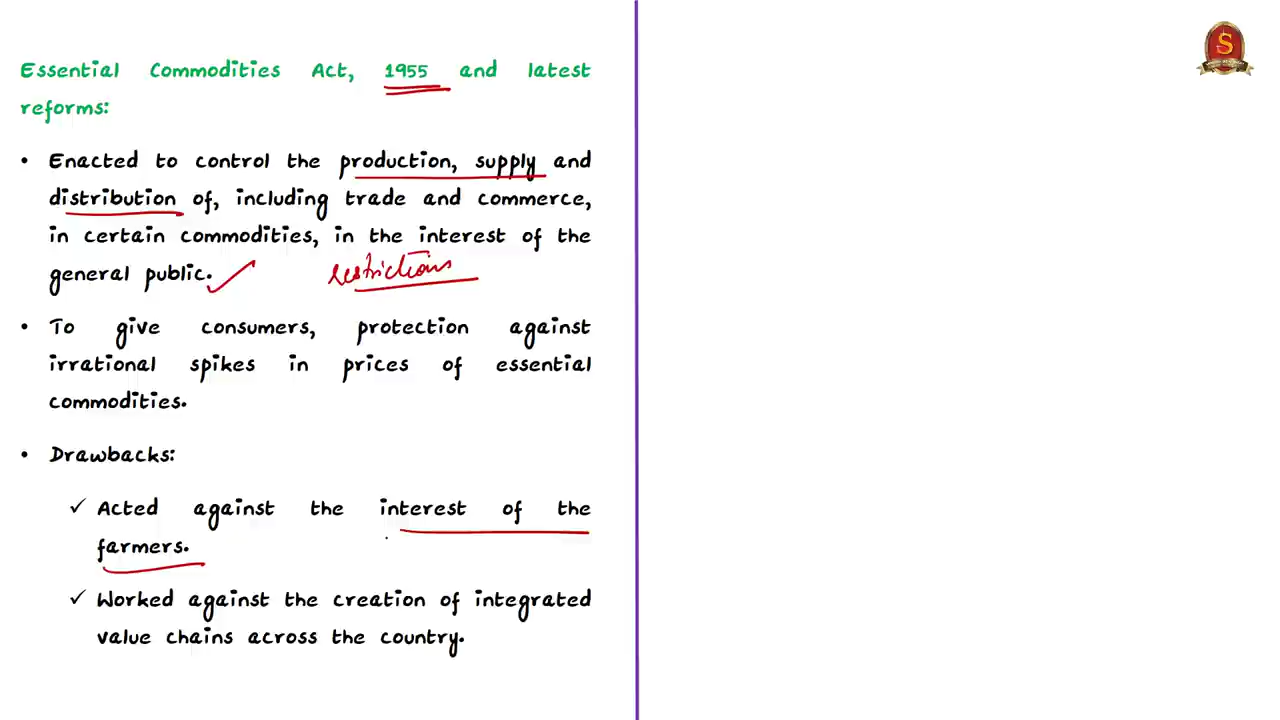 Essential Commodities Act, 1955 and latest
reforms:
• Enacted to control the production, supply and
distribution of, including trade and commerce,
in certain commodities, in the interest of the
general public.
restrictions
• To give consumers, protection against
irrational spikes in prices of essential
commodities.
• Drawbacks:
✓ Acted against the interest of the
farmers.
✓ Worked against the creation of integrated
value chains across the country.
S